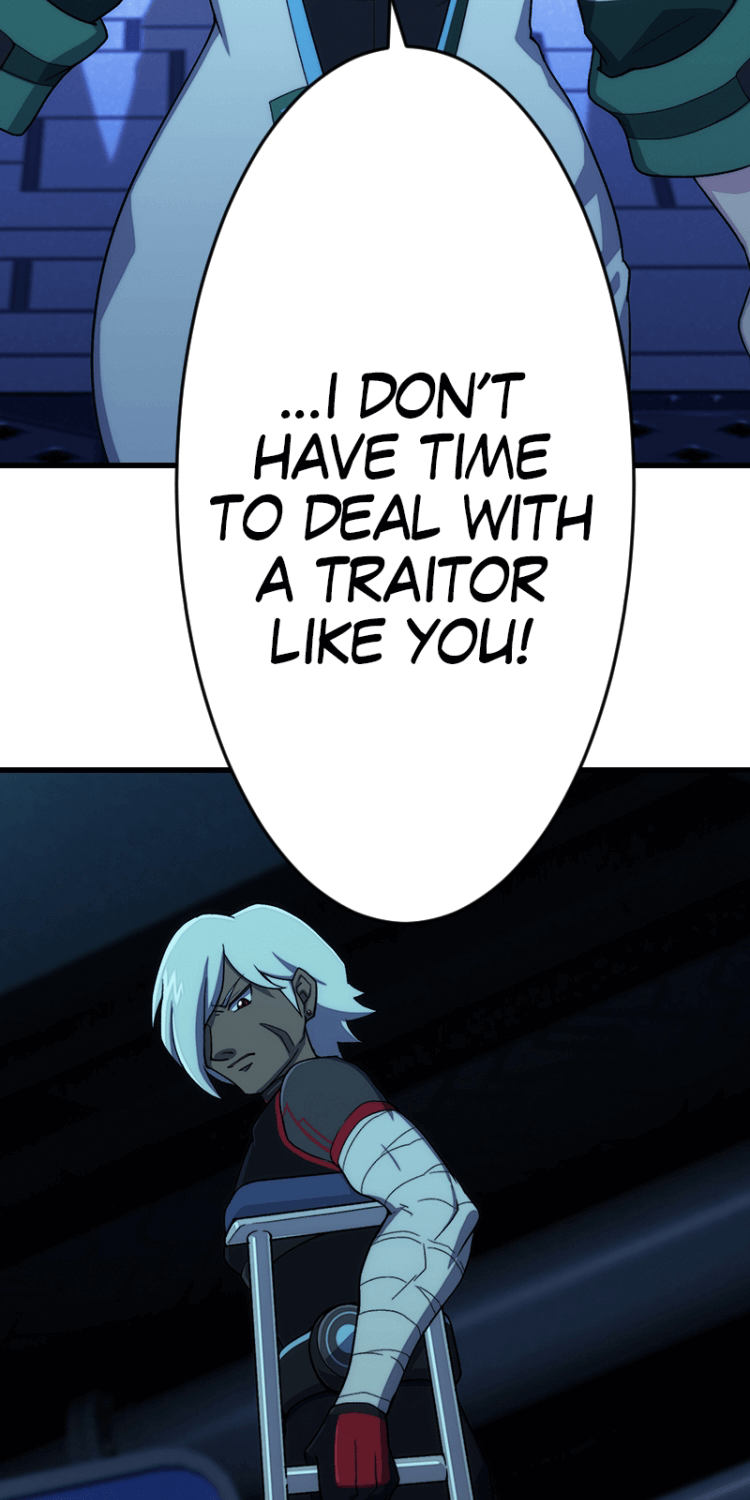 ...I DON'T
HAVE TIME
TO DEAL WITH
A TRAITOR
LIKE YOU!